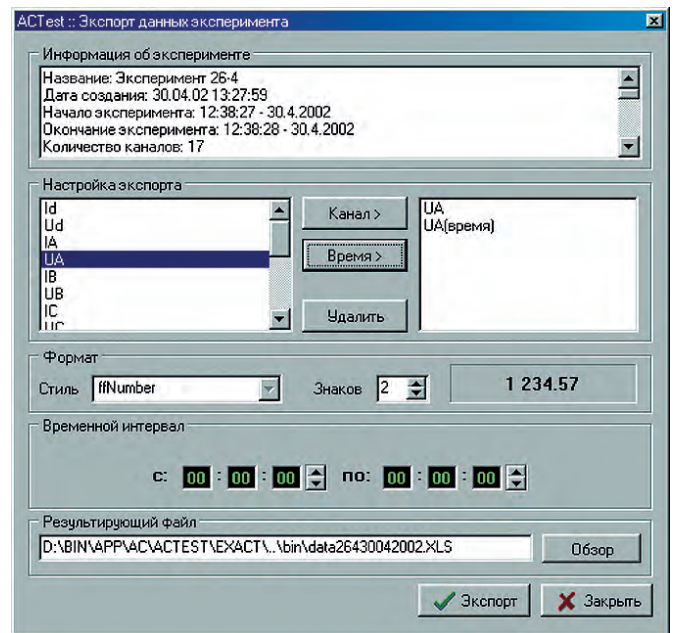 ACTest :: Экспорт данных эксперимента
Информация об эксперименте
Название: Эксперимент 26-4
Дата создания: 30.04.02 13:27:59
Начало эксперимента: 12:38:27 - 30.4.2002
Окончание эксперимента: 12:38:28 - 30.4.2002
Количество каналов: 17
Настройка экспорта
Id
Ud
IA
UA
IB
UB
IC
UC
Канал >
Время >
Удалить
UA
UA(время)
Формат
Стиль ffNumber Знаков 2 1 234.57
Временной интервал
с: 00 : 00 : 00 по: 00 : 00 : 00
Результирующий файл
D:\BIN\APP\AC\ACTEST\EXACT\..\bin\data26430042002.XLS Обзор
Экспорт Закрыть